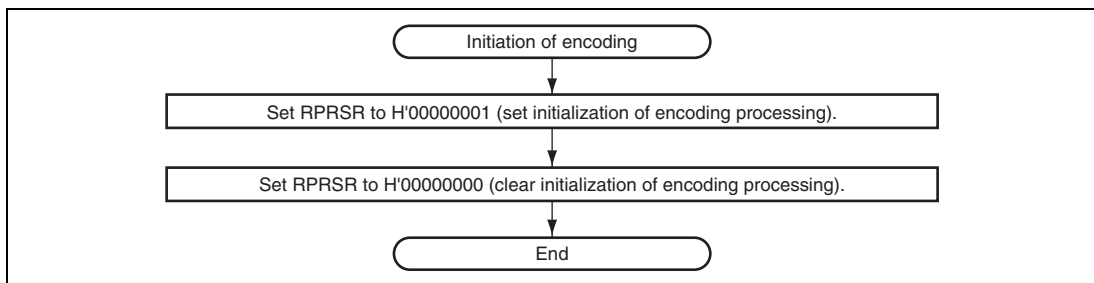 Initiation of encoding
Set RPRSR to H'00000001 (set initialization of encoding processing).
Set RPRSR to H'00000000 (clear initialization of encoding processing).
End